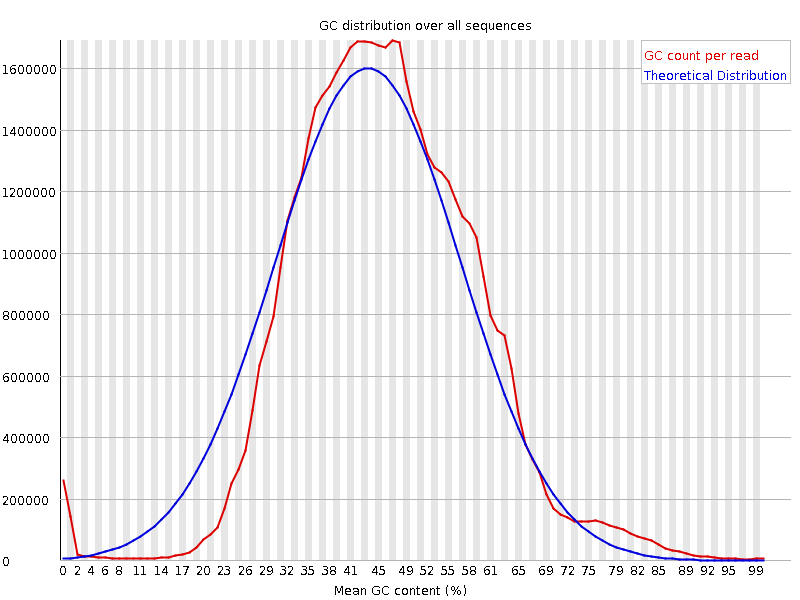 GC distribution over all sequences
GC count per read
Theoretical Distribution
1600000
1400000
1200000
1000000
800000
600000
400000
200000
0
0 2 4 6 8 11 14 17 20 23 26 29 32 35 38 41 45 49 52 55 58 61 65 69 72 75 79 82 85 89 92 95 99
Mean GC content (%)